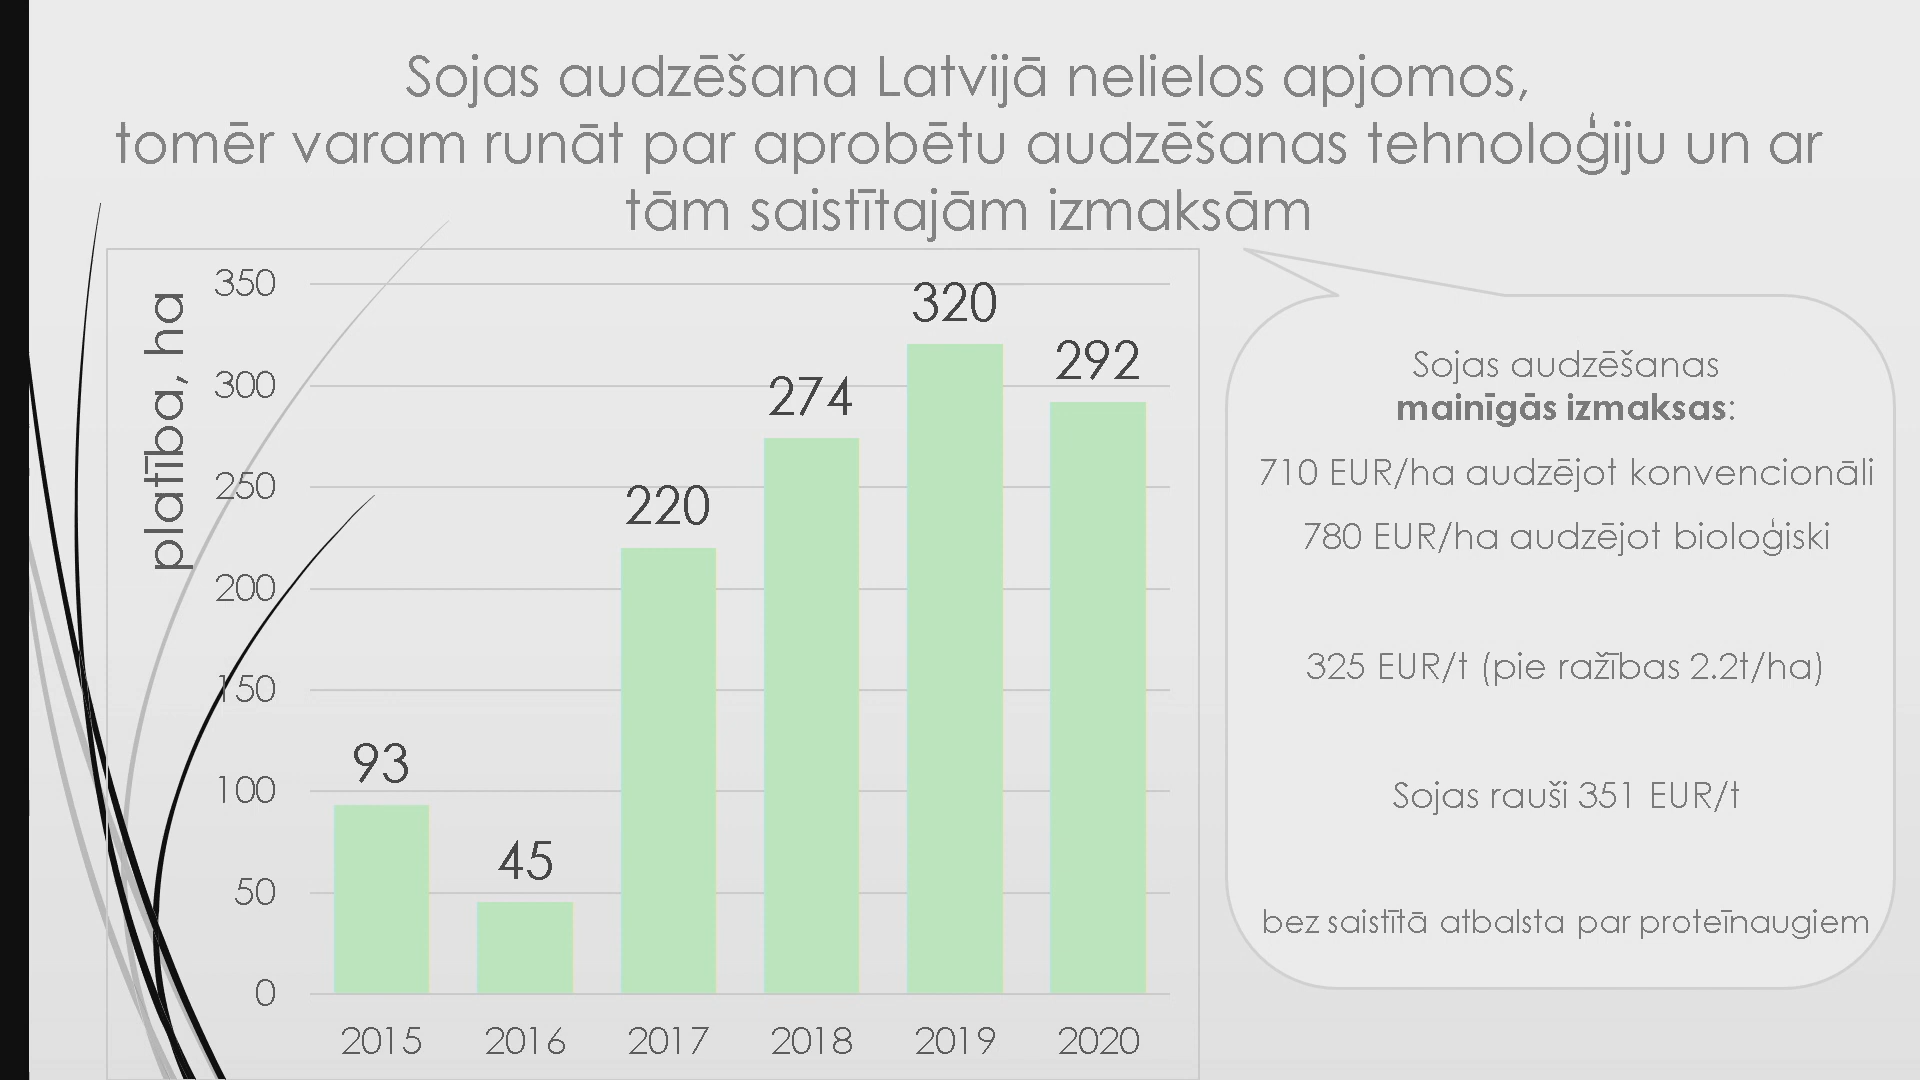 Sojas audzēšana Latvijā nelielos apjomos,
tomēr varam runāt par aprobētu audzēšanas tehnoloģiju un ar
tām saistītajām izmaksām
platība, ha
350
300
250
200
150
100
50
0
93
45
220
274
320
292
2015
2016
2017
2018
2019
2020
Sojas audzēšanas
mainīgās izmaksas:
710 EUR/ha audzējot konvencionāli
780 EUR/ha audzējot bioloģiski
325 EUR/t (pie ražības 2.2t/ha)
Sojas rauši 351 EUR/t
bez saistītā atbalsta par proteīnaugiem